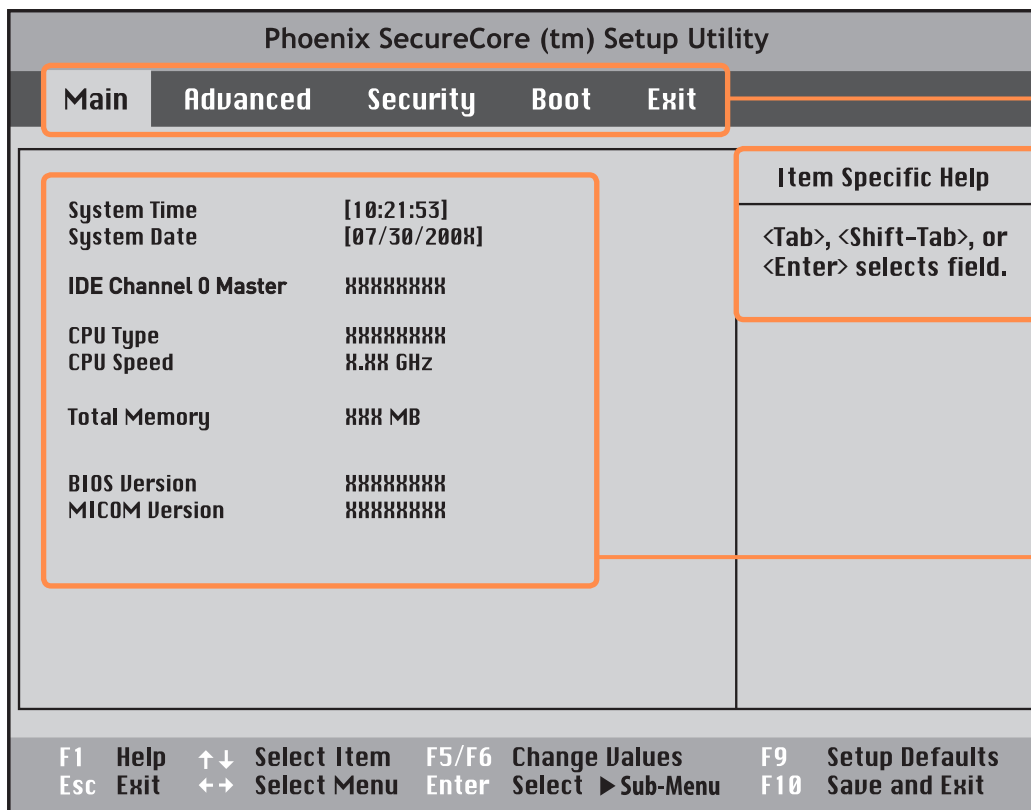 Phoenix SecureCore (tm) Setup Utility
Main Advanced Security Boot Exit
System Time [10:21:53]
System Date [07/30/200X]
IDE Channel 0 Master XXXXXXXX
CPU Type XXXXXXXX
CPU Speed X.XX GHz
Total Memory XXX MB
BIOS Version XXXXXXXX
MICOM Version XXXXXXXX
Item Specific Help
<Tab>, <Shift-Tab>, or
<Enter> selects field.
F1 Help ↑↓ Select Item F5/F6 Change Values F9 Setup Defaults
Esc Exit ←→ Select Menu Enter Select ▶Sub-Menu F10 Save and Exit